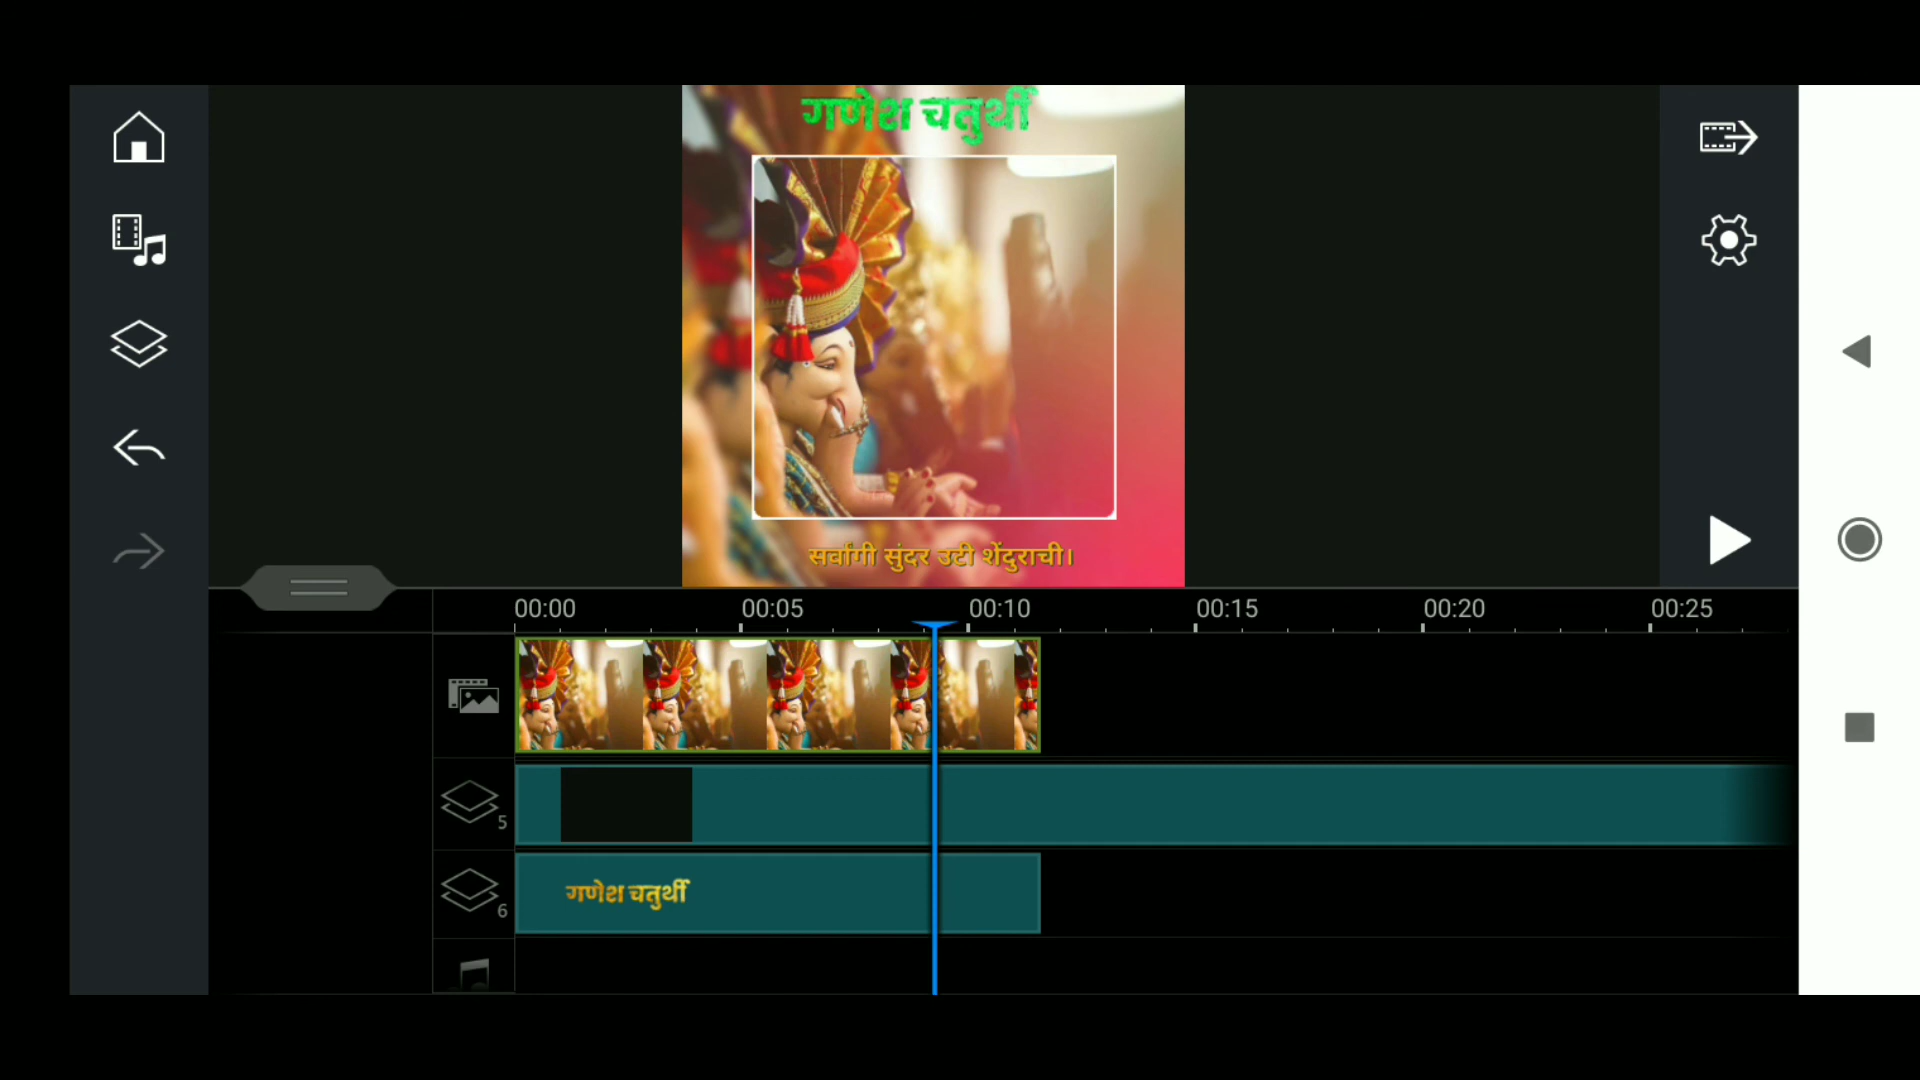 गणेश चतुर्थी
सर्वांगी सुंदर उटी शेंदुराची।
00:00 00:05 00:10 00:15 00:20 00:25
5
गणेश चतुर्थी
6